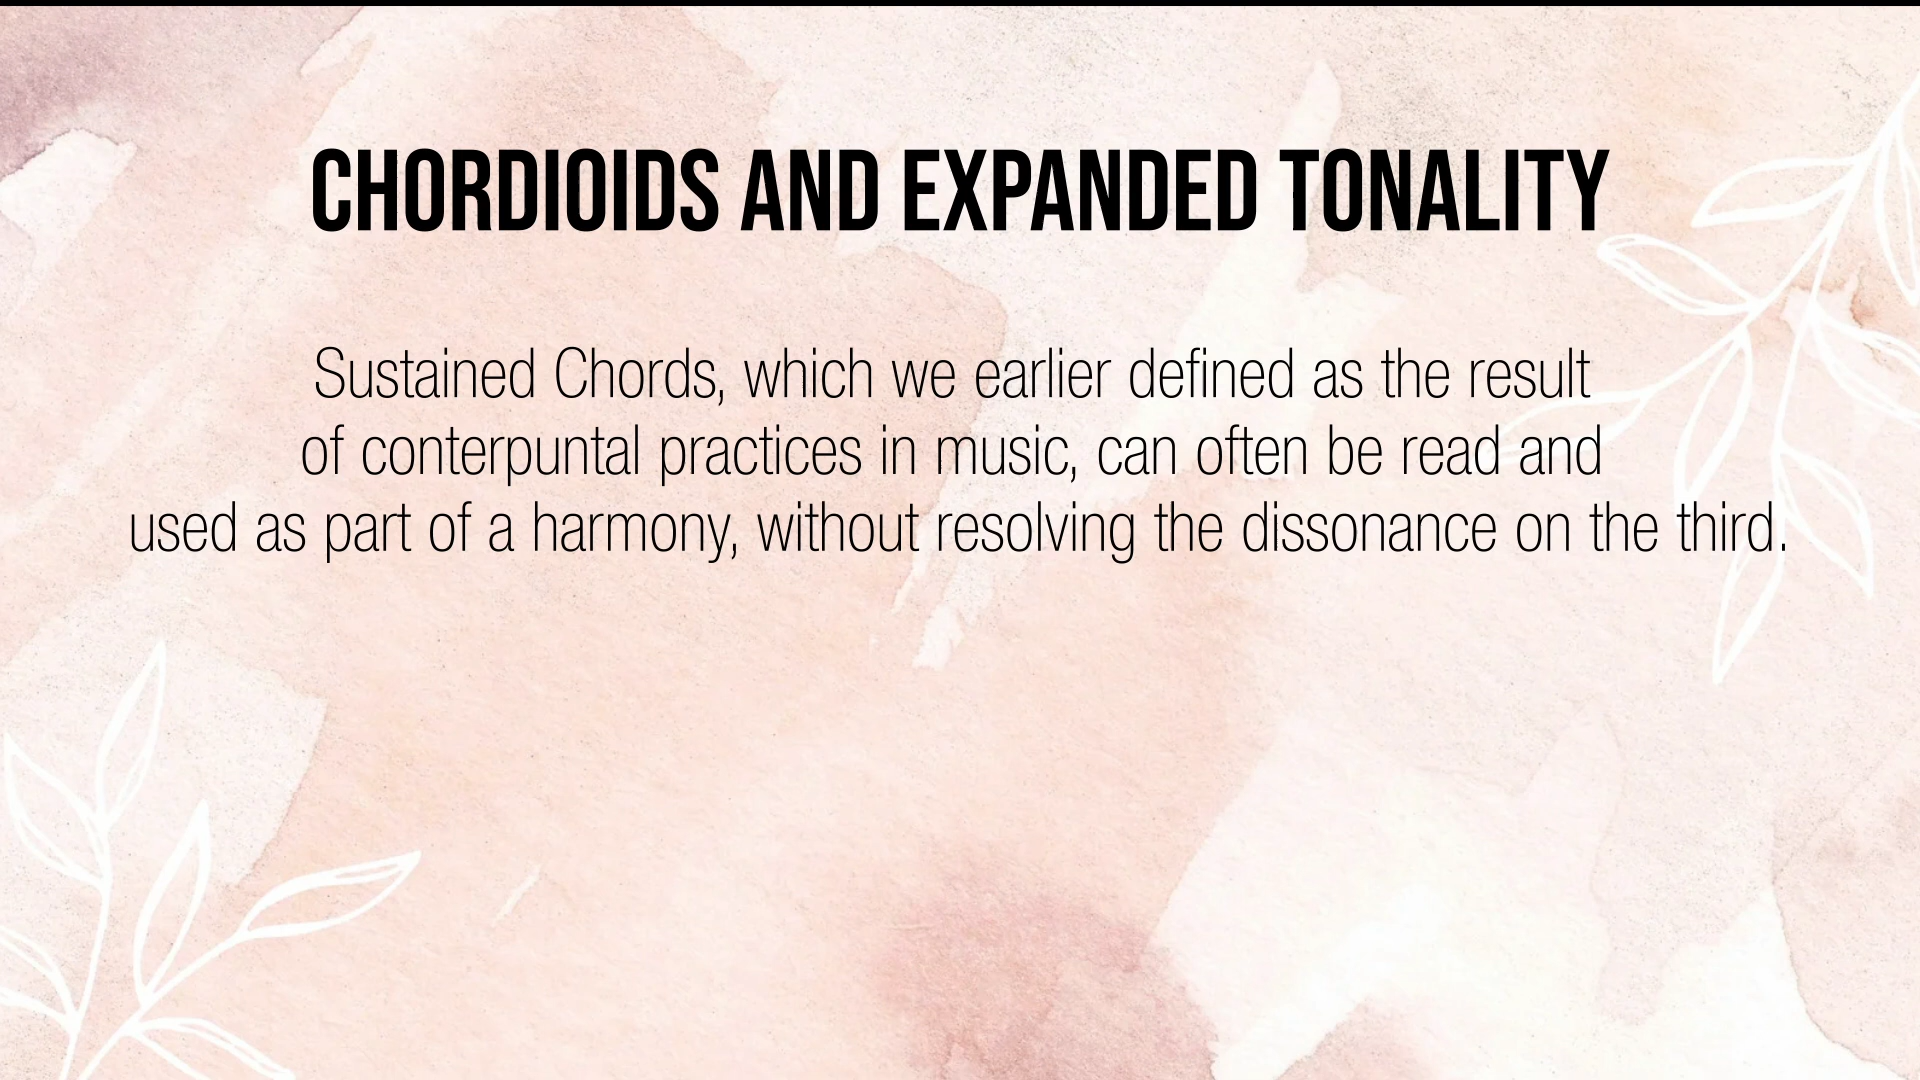 CHORDIOIDS AND EXPANDED TONALITY
Sustained Chords, which we earlier defined as the result
of conterpuntal practices in music, can often be read and
used as part of a harmony, without resolving the dissonance on the third.